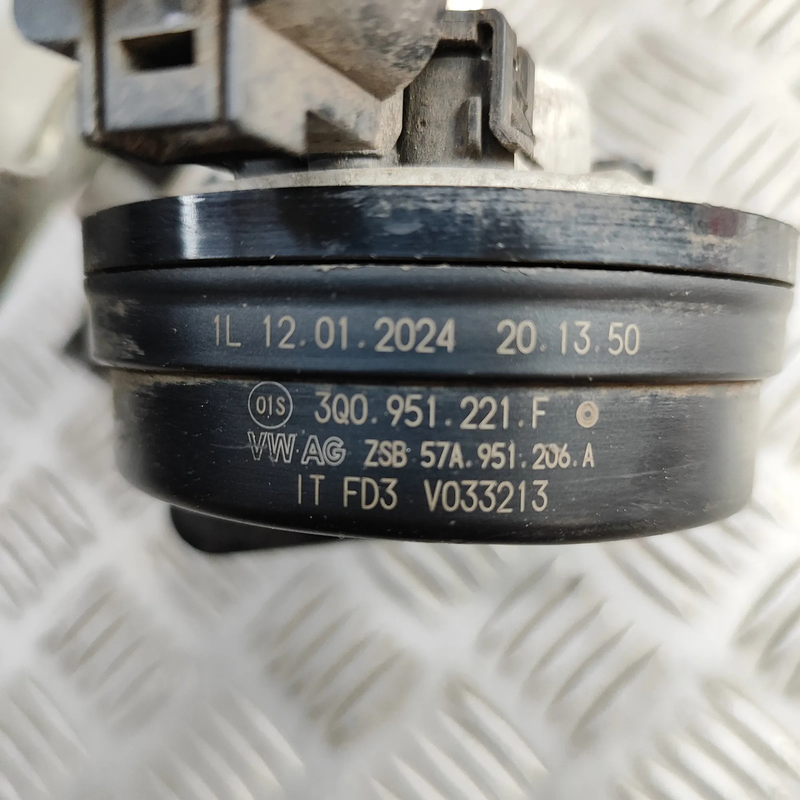 1L 12.01.2024 20.13.50
OJS 3Q0.951.221.F
VW AG ZSB 57A.951.206.A
IT FD3 V033213